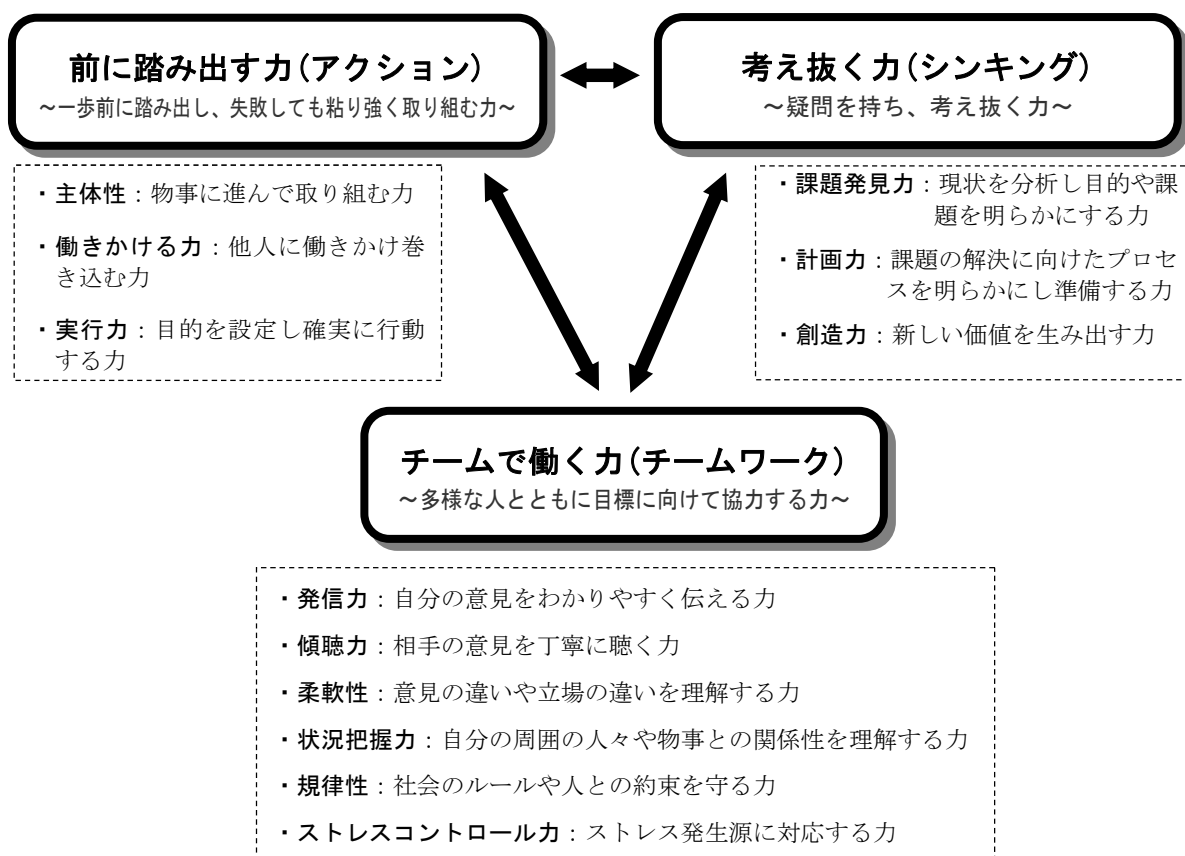 前に踏み出す力(アクション)
~一歩前に踏み出し、失敗しても粘り強く取り組む力~
・主体性：物事に進んで取り組む力
・働きかける力：他人に働きかけ巻
き込む力
・実行力：目的を設定し確実に行動
する力
考え抜く力(シンキング)
~疑問を持ち、考え抜く力~
・課題発見力：現状を分析し目的や課
題を明らかにする力
・計画力：課題の解決に向けたプロセ
スを明らかにし準備する力
・創造力：新しい価値を生み出す力
チームで働く力(チームワーク)
~多様な人とともに目標に向けて協力する力~
・発信力：自分の意見をわかりやすく伝える力
・傾聴力：相手の意見を丁寧に聴く力
・柔軟性：意見の違いや立場の違いを理解する力
・状況把握力：自分の周囲の人々や物事との関係性を理解する力
・規律性：社会のルールや人との約束を守る力
・ストレスコントロール力：ストレス発生源に対応する力